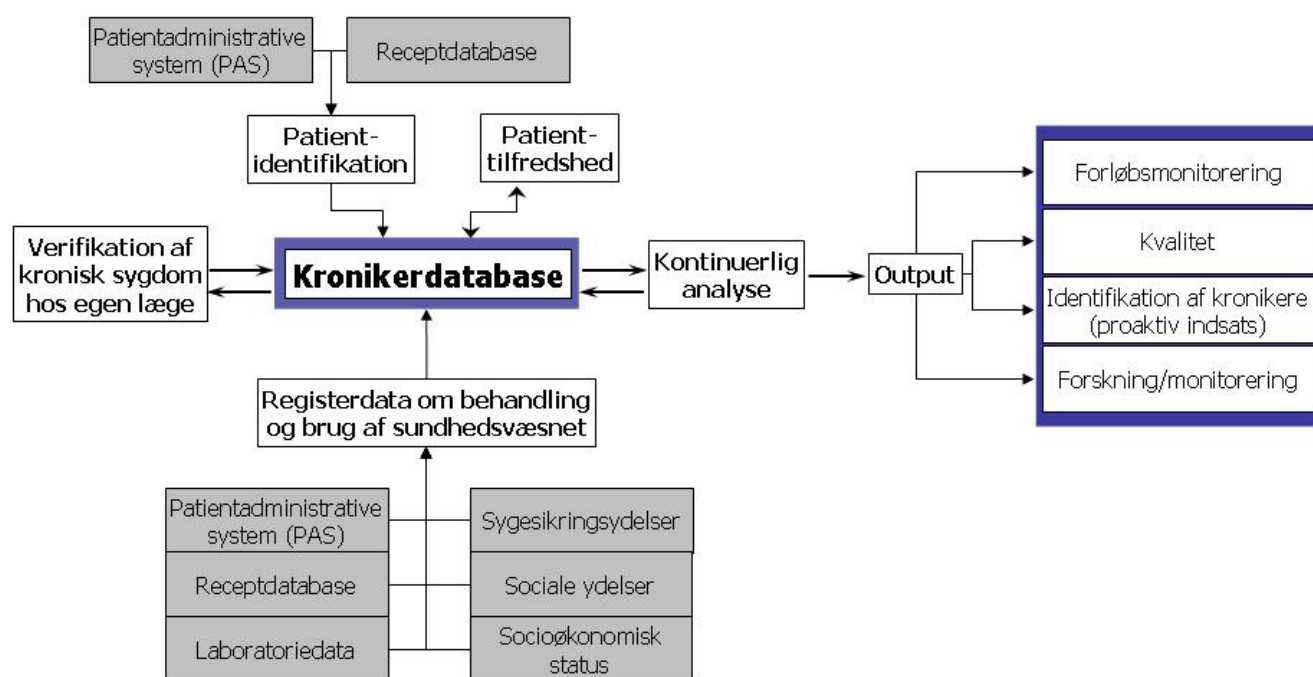 Patientadministrative
system (PAS)
Receptdatabase
Patient-
identifikation
Patient-
tilfredshed
Verifikation af
kronisk sygdom
hos egen læge
Kronikerdatabase
Kontinuerlig
analyse
Output
Forløbsmonitorering
Kvalitet
Identifikation af kronikere
(proaktiv indsats)
Forskning/monitorering
Registerdata om behandling
og brug af sundhedsvæsnet
Patientadministrative
system (PAS)
Sygesikringsydelser
Receptdatabase
Sociale ydelser
Laboratoriedata
Socioøkonomisk
status